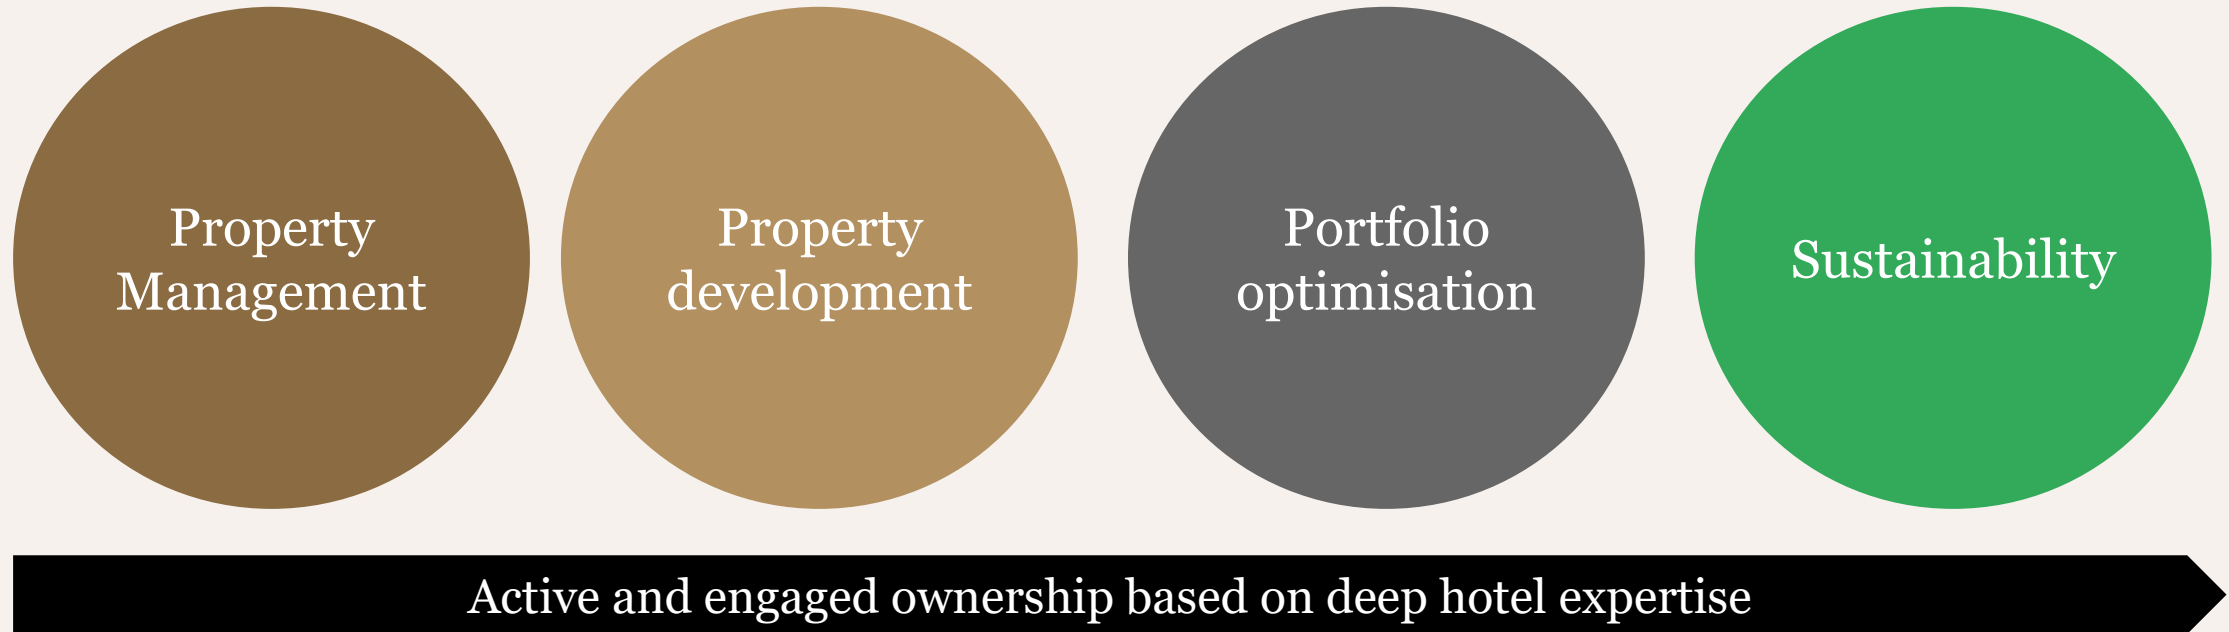 Property
Management
Property
development
Portfolio
optimisation
Sustainability
Active and engaged ownership based on deep hotel expertise